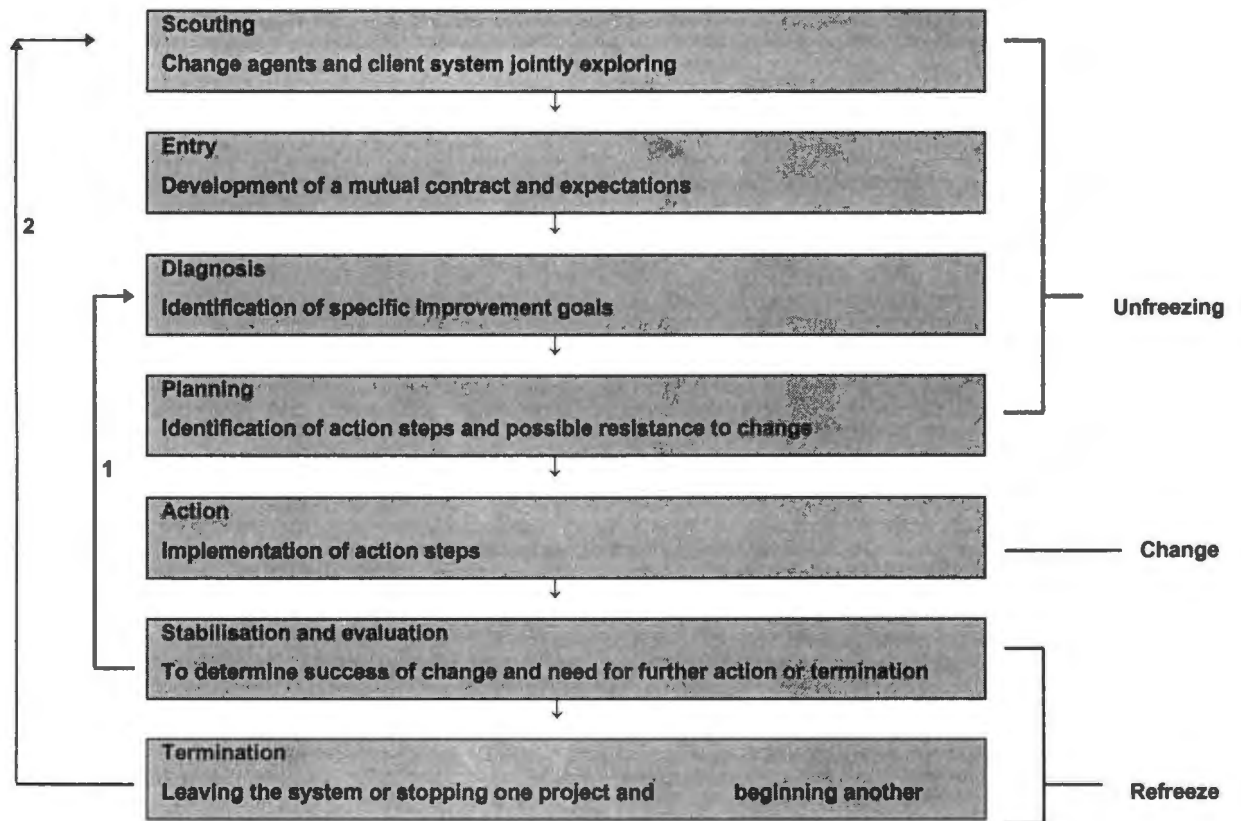 Scouting
Change agents and client system jointly exploring
Entry
Development of a mutual contract and expectations
2
Diagnosis
Identification of specific improvement goals
Unfreezing
Planning
Identification of action steps and possible resistance to change
1
Action
Implementation of action steps
Change
Stabilisation and evaluation
To determine success of change and need for further action or termination
Termination
Leaving the system or stopping one project and beginning another
Refreeze